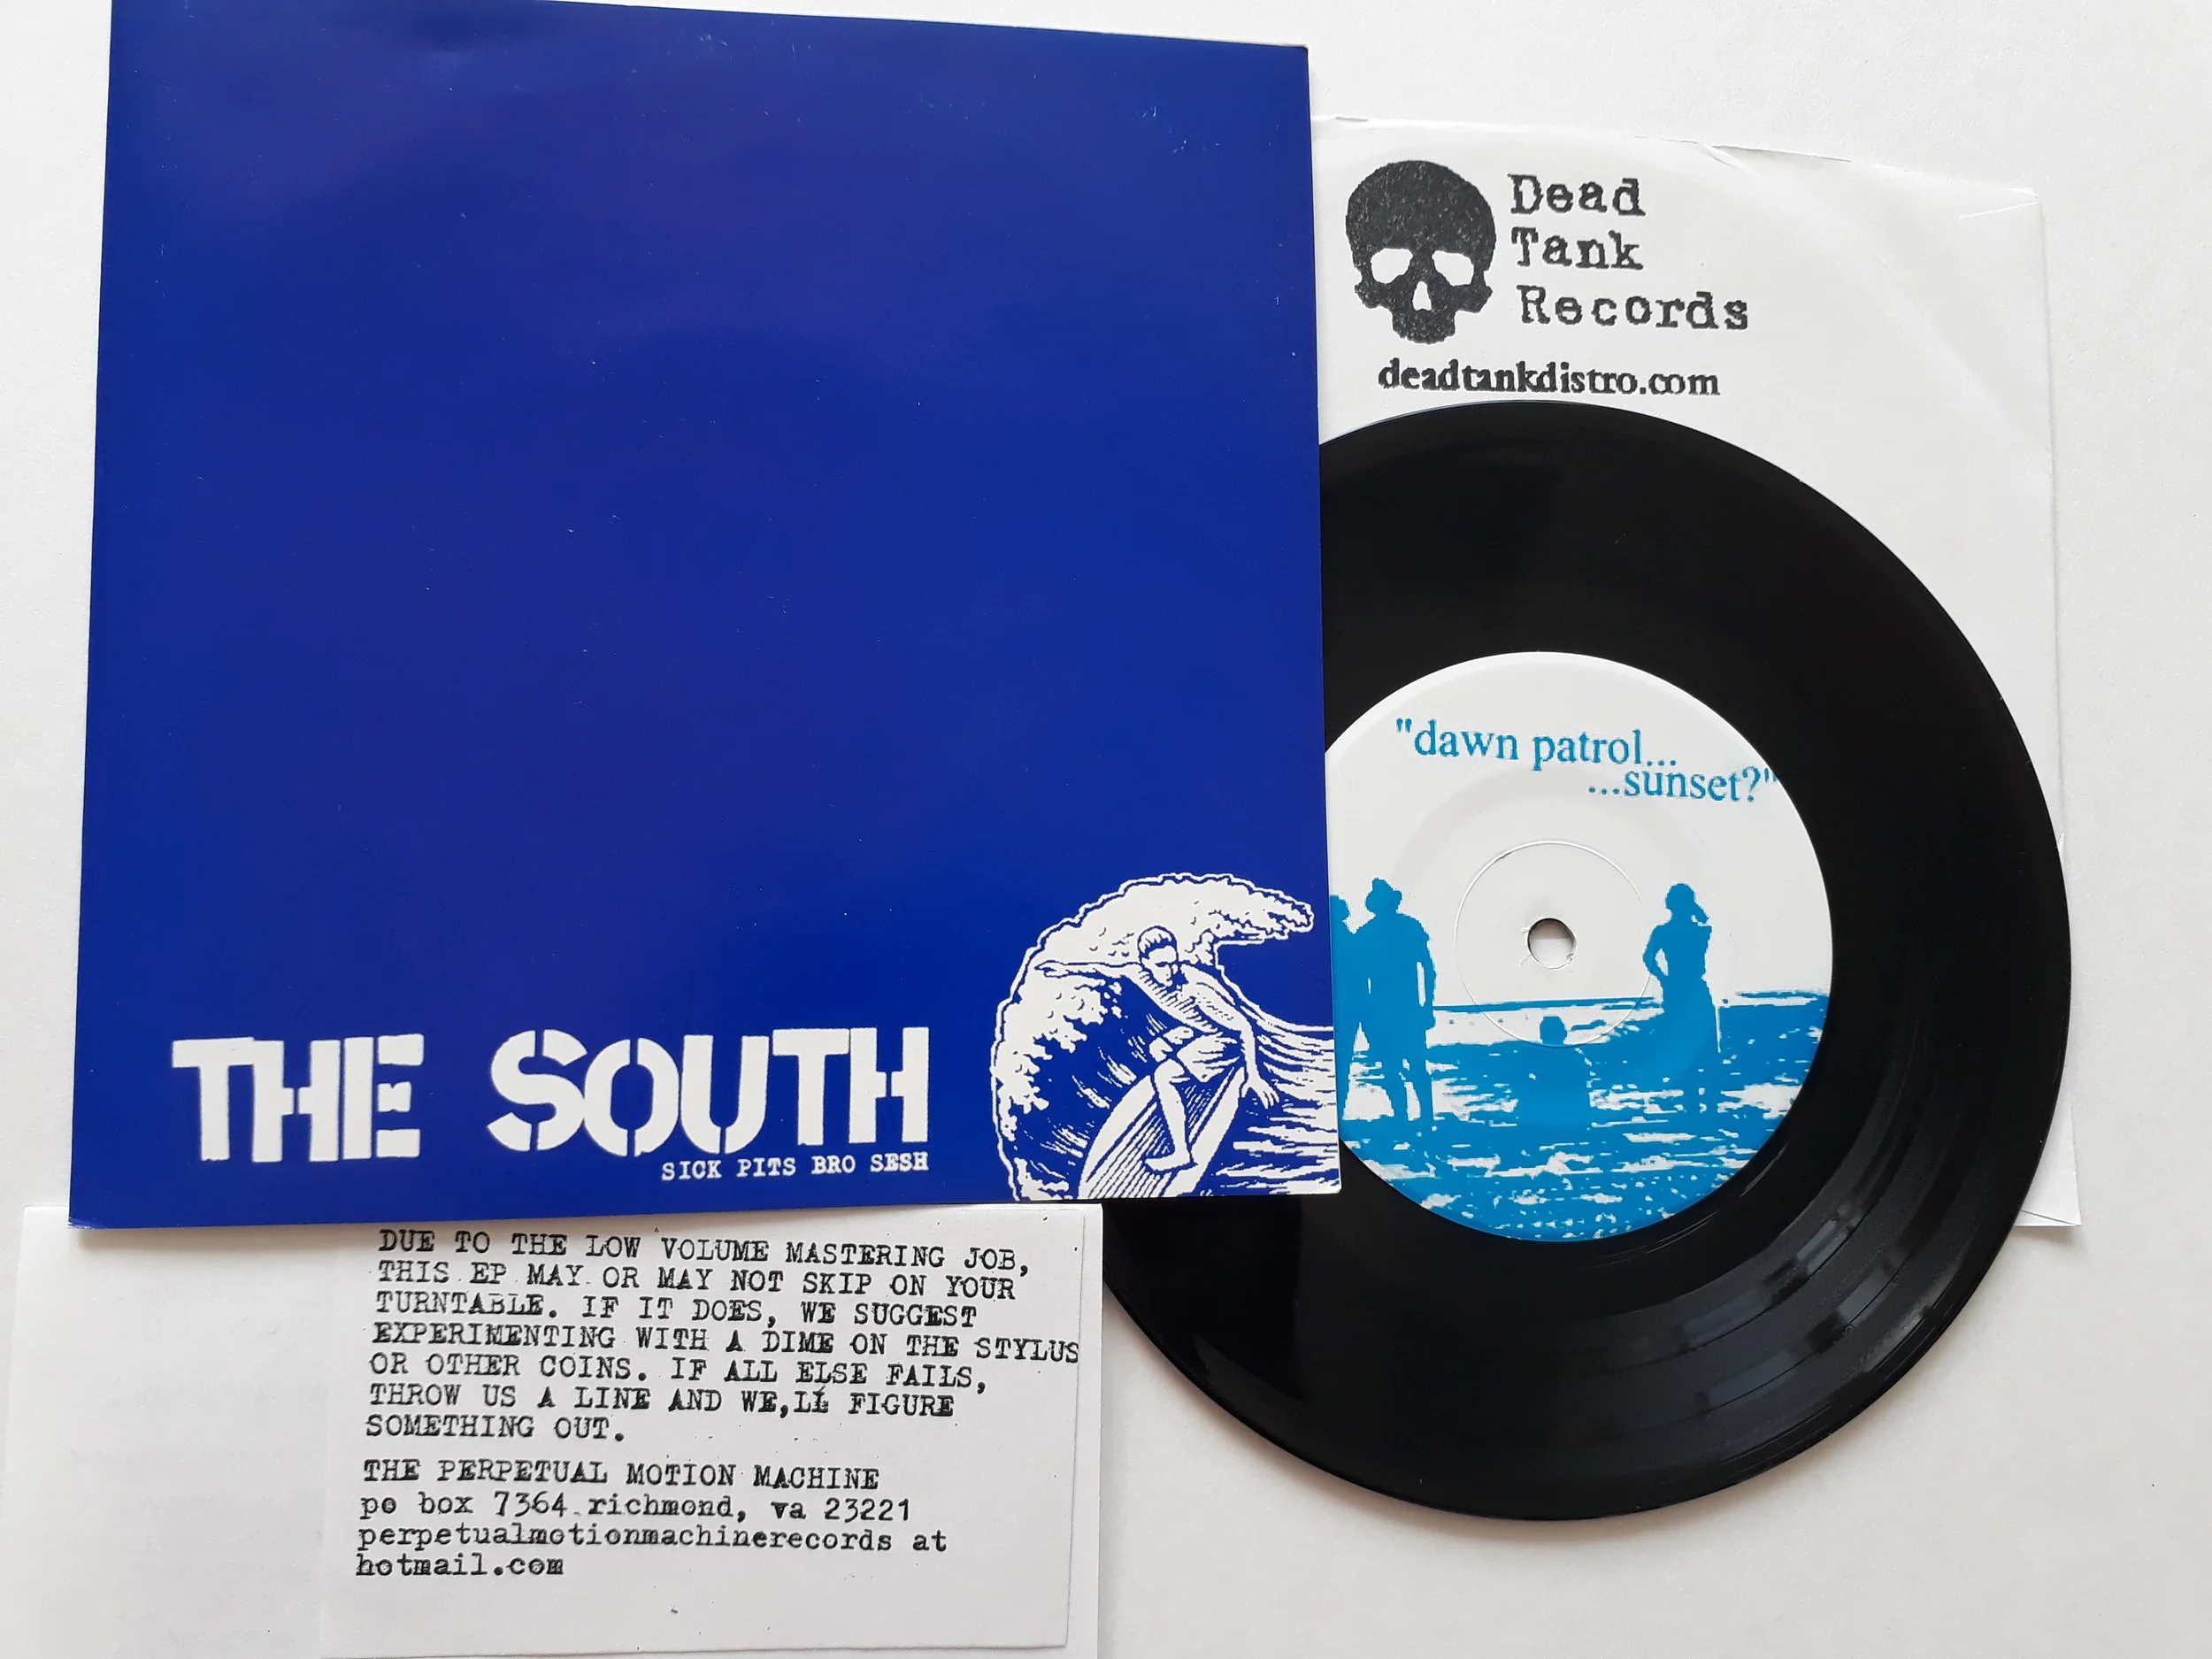 THE SOUTH
SICK PITS BRO SESH
Dead
Tank
Records
deadtankdistro.com
"dawn patrol...
...sunset?"
DUE TO THE LOW VOLUME MASTERING JOB,
THIS EP MAY OR MAY NOT SKIP ON YOUR
TURNTABLE. IF IT DOES, WE SUGGEST
EXPERIMENTING WITH A DIME ON THE STYLUS
OR OTHER COINS. IF ALL ELSE FAILS,
THROW US A LINE AND WE,LL FIGURE
SOMETHING OUT.
THE PERPETUAL MOTION MACHINE
po box 7364 richmond, va 23221
perpetualmotionmachinerecords at
hotmail.com